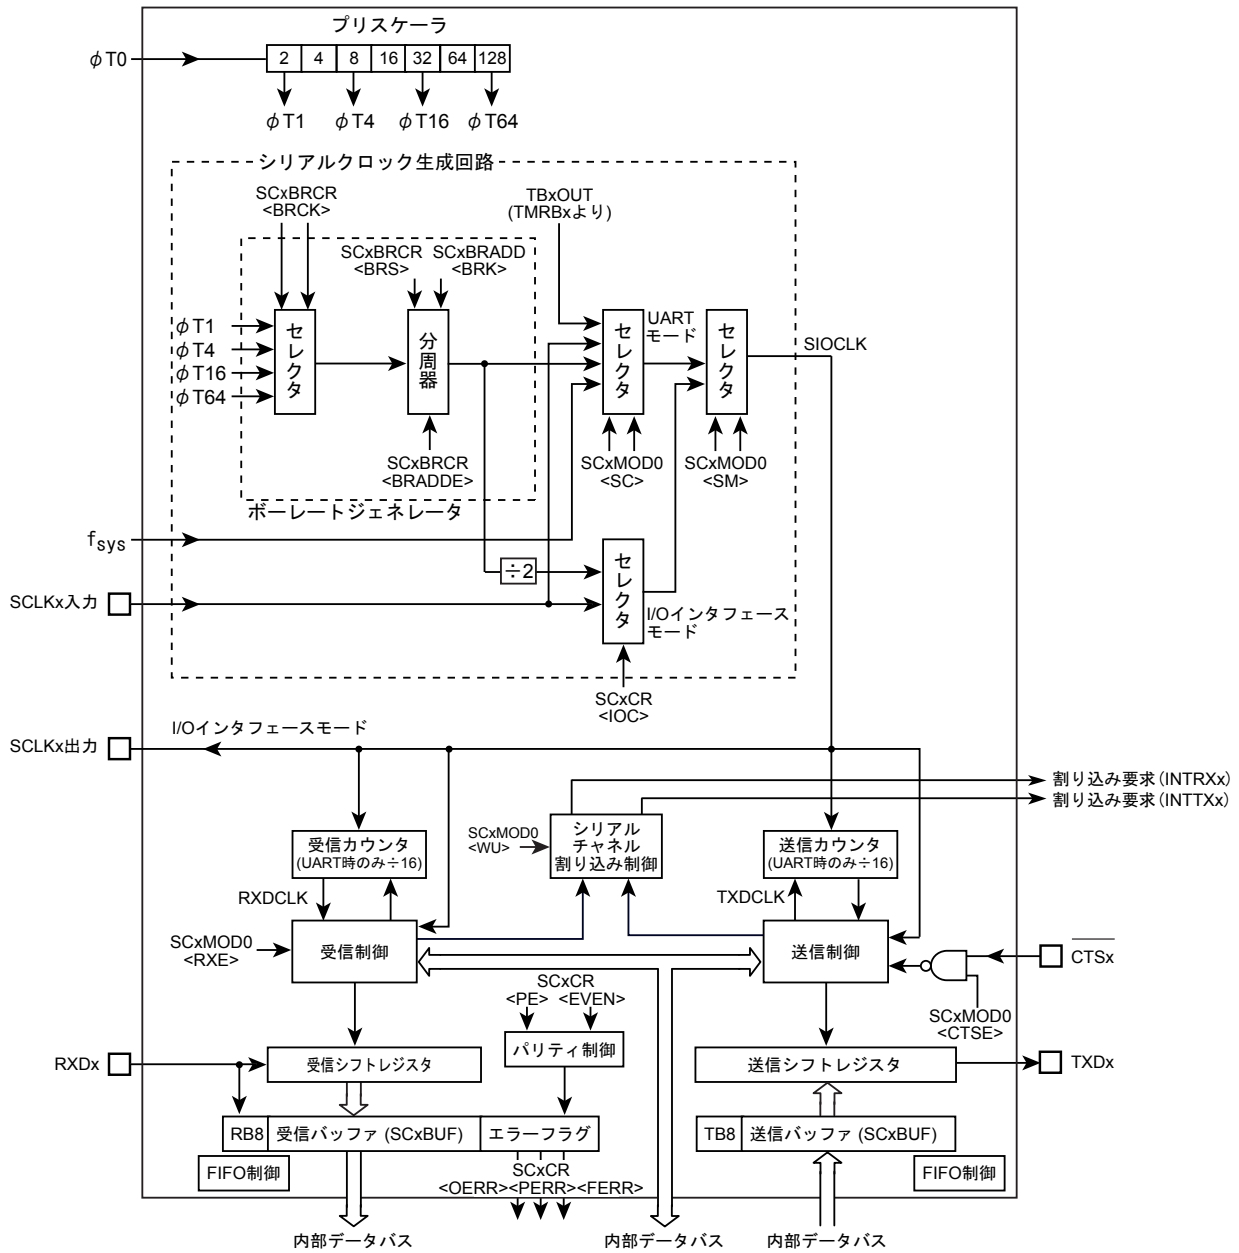 プリスケーラ
φT0
2 4 8 16 32 64 128
φT1 φT4 φT16 φT64
シリアルクロック生成回路
SCxBRCR
<BRCK>
TBxOUT
(TMRBxより)
SCxBRCR
<BRS>
SCxBRADD
<BRK>
φT1
φT4
φT16
φT64
セレクタ
分周器
セレクタ
UART
モード
セレクタ
SIOCLK
SCxBRCR
<BRADDE>
SCxMOD0
<SC>
SCxMOD0
<SM>
ボーレートジェネレータ
fsys
÷2
セレクタ
SCLKx入力
I/Oインタフェース
モード
SCxCR
<IOC>
I/Oインタフェースモード
SCLKx出力
割り込み要求(INTRXx)
割り込み要求(INTTXx)
受信カウンタ
(UART時のみ÷16)
SCxMOD0
<WU>
シリアル
チャネル
割り込み制御
送信カウンタ
(UART時のみ÷16)
RXDCLK
TXDCLK
SCxMOD0
<RXE>
受信制御
送信制御
CTSx
SCxMOD0
<CTSE>
SCxCR
<PE> <EVEN>
パリティ制御
RXDx
受信シフトレジスタ
送信シフトレジスタ
TXDx
RB8 受信バッファ (SCxBUF) エラーフラグ
TB8 送信バッファ (SCxBUF)
FIFO制御
SCxCR
<OERR><PERR><FERR>
FIFO制御
内部データバス
内部データバス
内部データバス